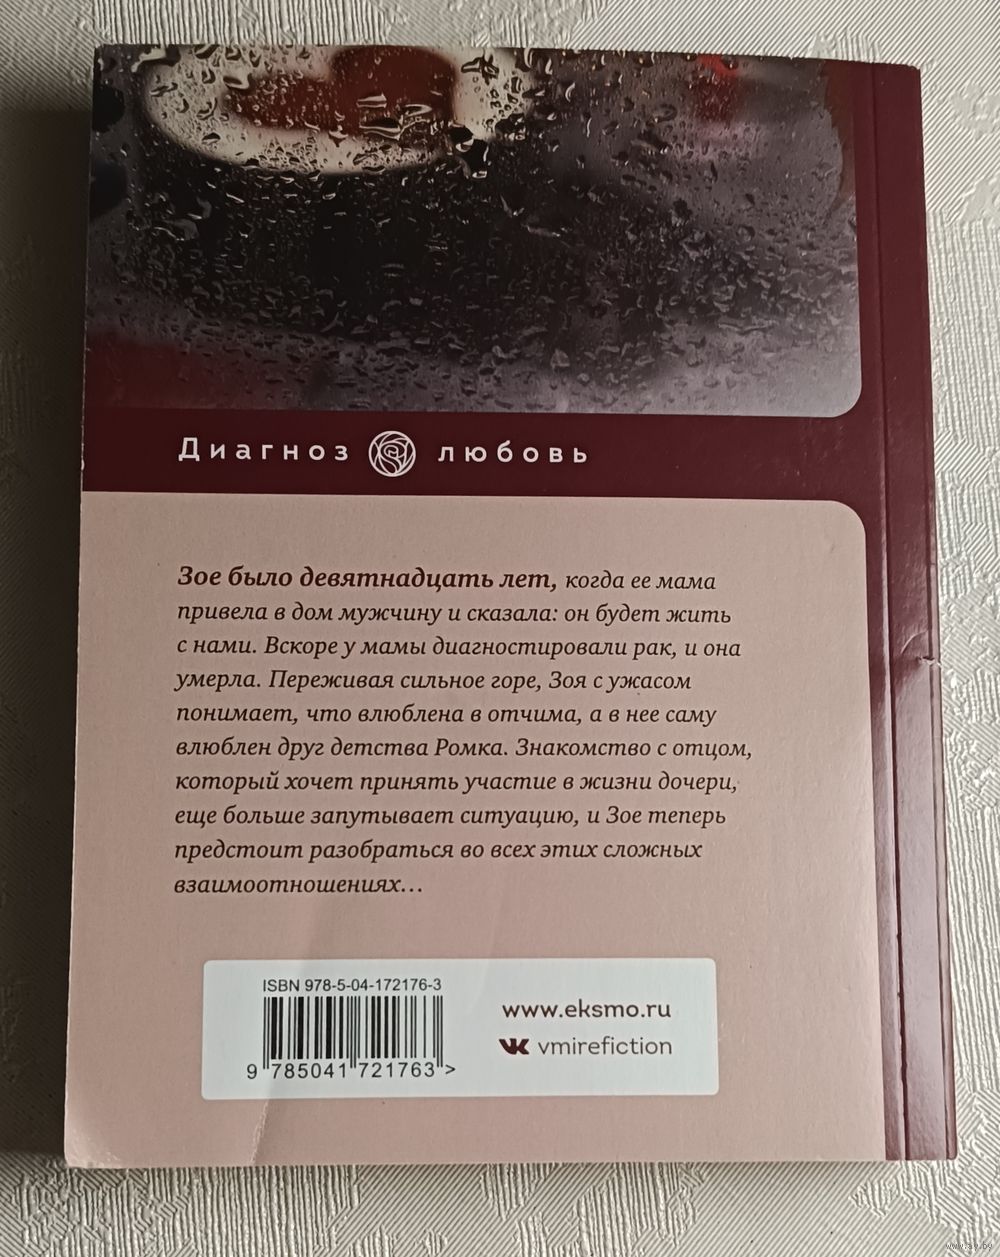 Диагноз любовь
Зое было девятнадцать лет, когда ее мама
привела в дом мужчину и сказала: он будет жить
с нами. Вскоре у мамы диагностировали рак, и она
умерла. Переживая сильное горе, Зоя с ужасом
понимает, что влюблена в отчима, а в нее саму
влюблен друг детства Ромка. Знакомство с отцом,
который хочет принять участие в жизни дочери,
еще больше запутывает ситуацию, и Зое теперь
предстоит разобраться во всех этих сложных
взаимоотношениях...
ISBN 978-5-04-172176-3
9 785041 721763 >
www.eksmo.ru
vmirefiction
www.ay.by